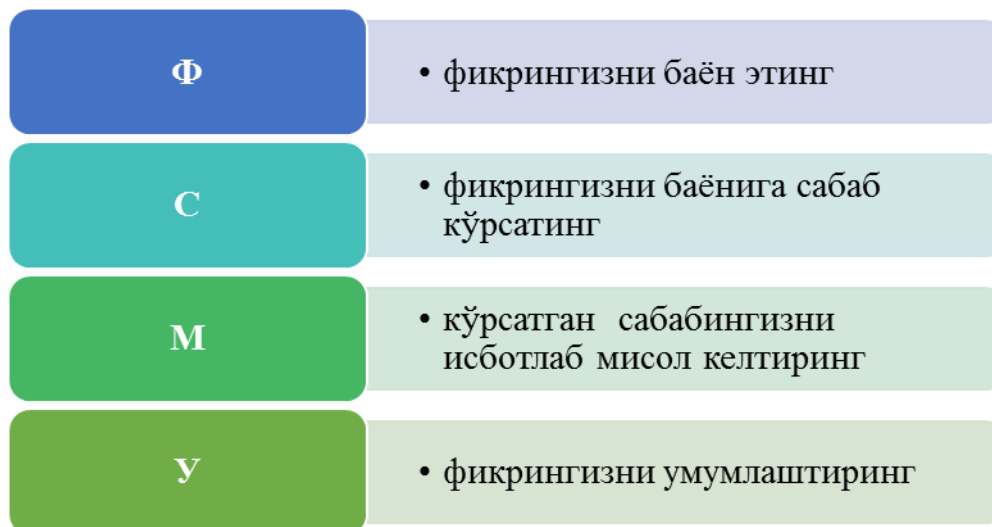 Ф
• фикрингизни баён этинг
С
• фикрингизни баёнига сабаб
кўрсатинг
М
• кўрсатган сабабингизни
исботлаб мисол келтиринг
У
• фикрингизни умумлаштиринг